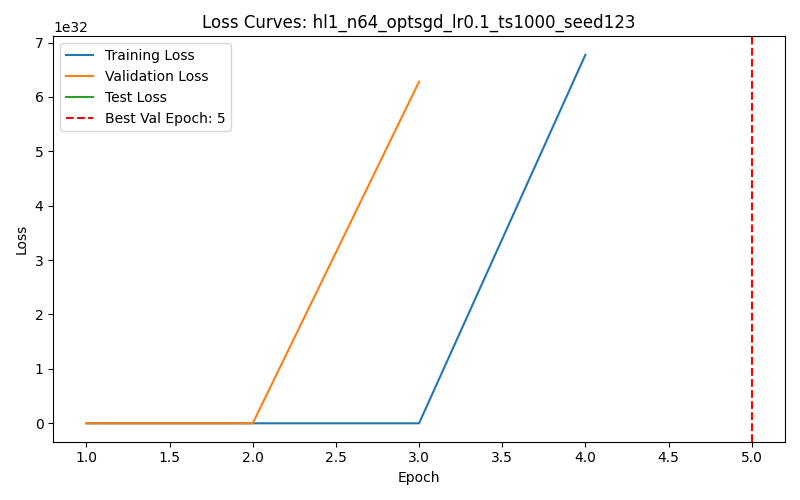 Loss Curves: hl1_n64_optsgd_lr0.1_ts1000_seed123
1e32
7
6
5
4
3
2
1
0
Loss
Training Loss
Validation Loss
Test Loss
Best Val Epoch: 5
1.0 1.5 2.0 2.5 3.0 3.5 4.0 4.5 5.0
Epoch